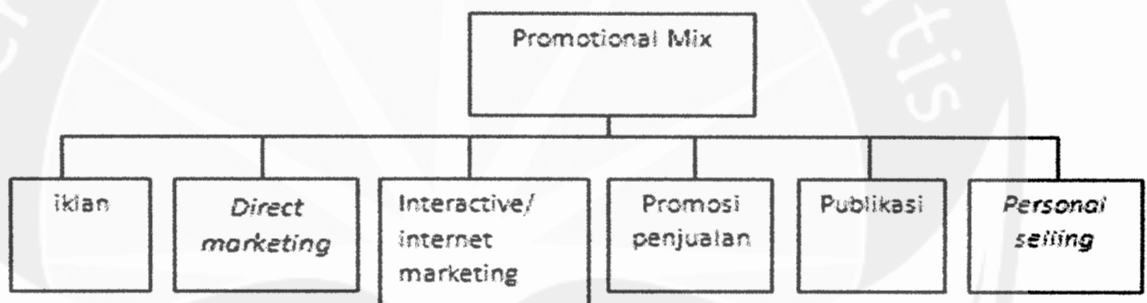 Promotional Mix
iklan
Direct
marketing
Interactive/
internet
marketing
Promosi
penjualan
Publikasi
Personal
selling